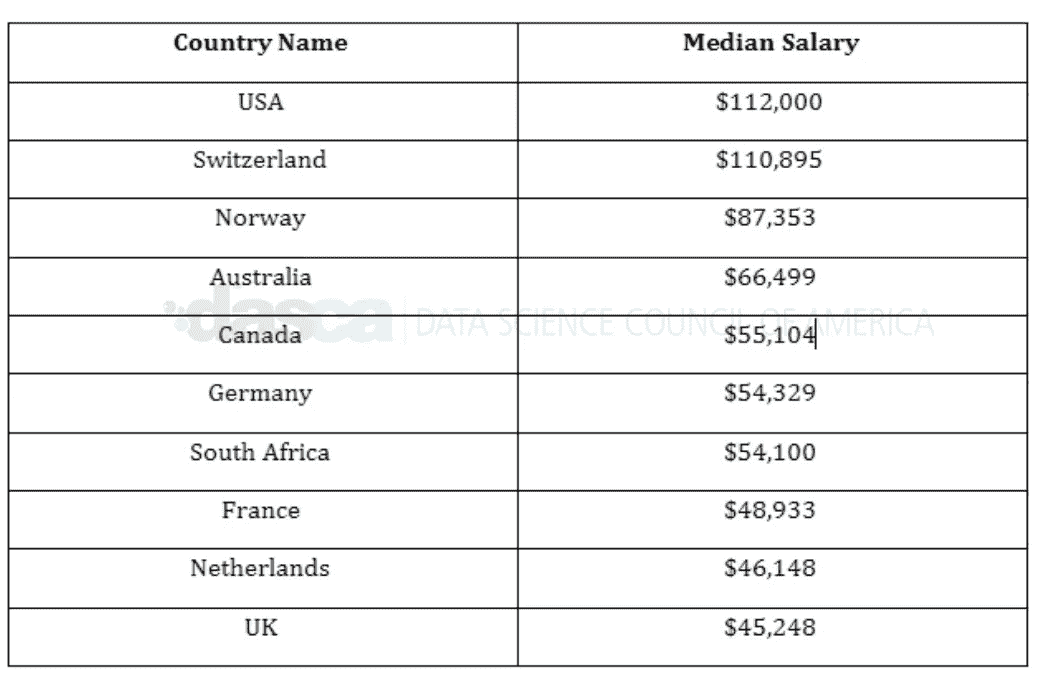 Country Name Median Salary
USA $112,000
Switzerland $110,895
Norway $87,353
Australia $66,499
dasca DATA SCIENCE COUNCIL OF AMERICA
Canada $55,104
Germany $54,329
South Africa $54,100
France $48,933
Netherlands $46,148
UK $45,248